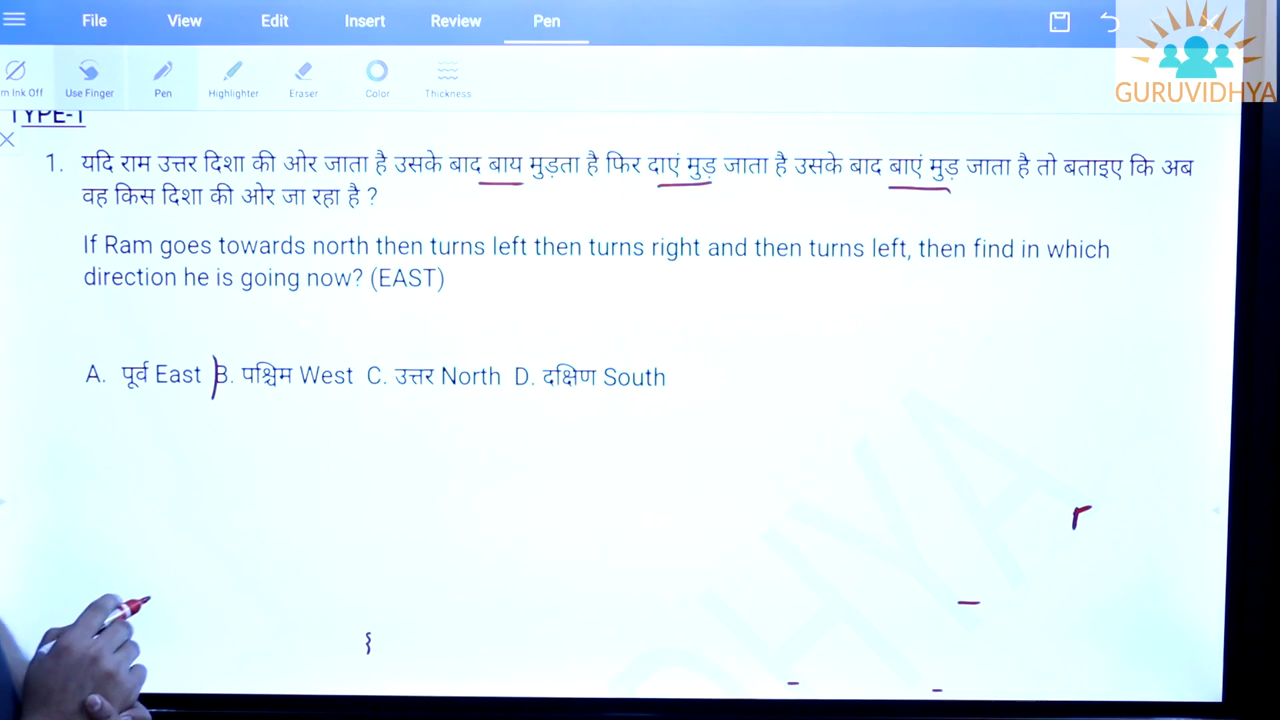 File View Edit Insert Review Pen
Ink Off Use Finger Pen Highlighter Eraser Color Thickness
GURUVIDHYA
TYPE-1
1. यदि राम उत्तर दिशा की ओर जाता है उसके बाद बाय मुड़ता है फिर दाएं मुड़ जाता है उसके बाद बाएं मुड़ जाता है तो बताइए कि अब
वह किस दिशा की ओर जा रहा है ?
If Ram goes towards north then turns left then turns right and then turns left, then find in which
direction he is going now? (EAST)
A. पूर्व East B. पश्चिम West C. उत्तर North D. दक्षिण South